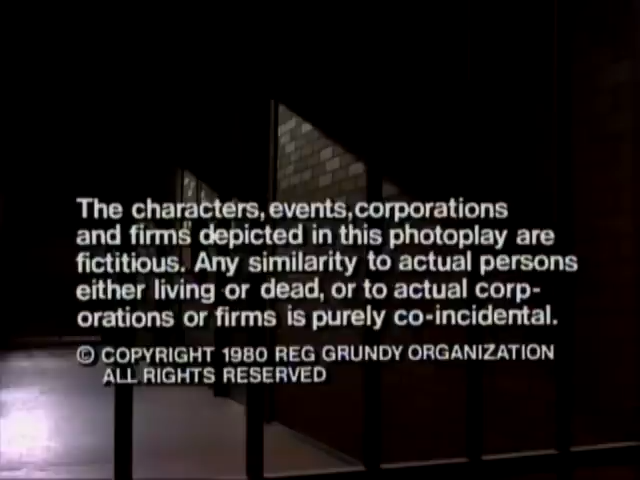 The characters, events,corporations
and firms depicted in this photoplay are
fictitious. Any similarity to actual persons
either living or dead, or to actual corp-
orations or firms is purely co-incidental.
© COPYRIGHT 1980 REG GRUNDY ORGANIZATION
ALL RIGHTS RESERVED